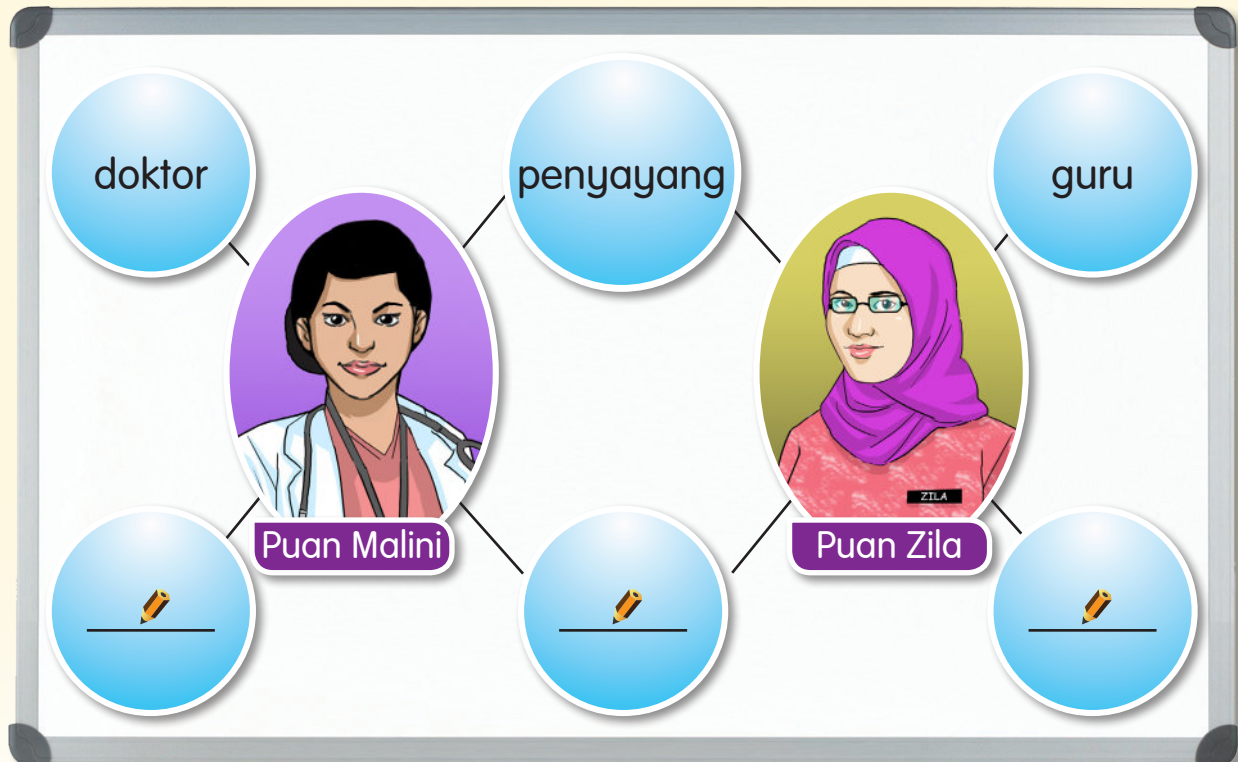 doktor
penyayang
guru
ZILA
Puan Malini
Puan Zila